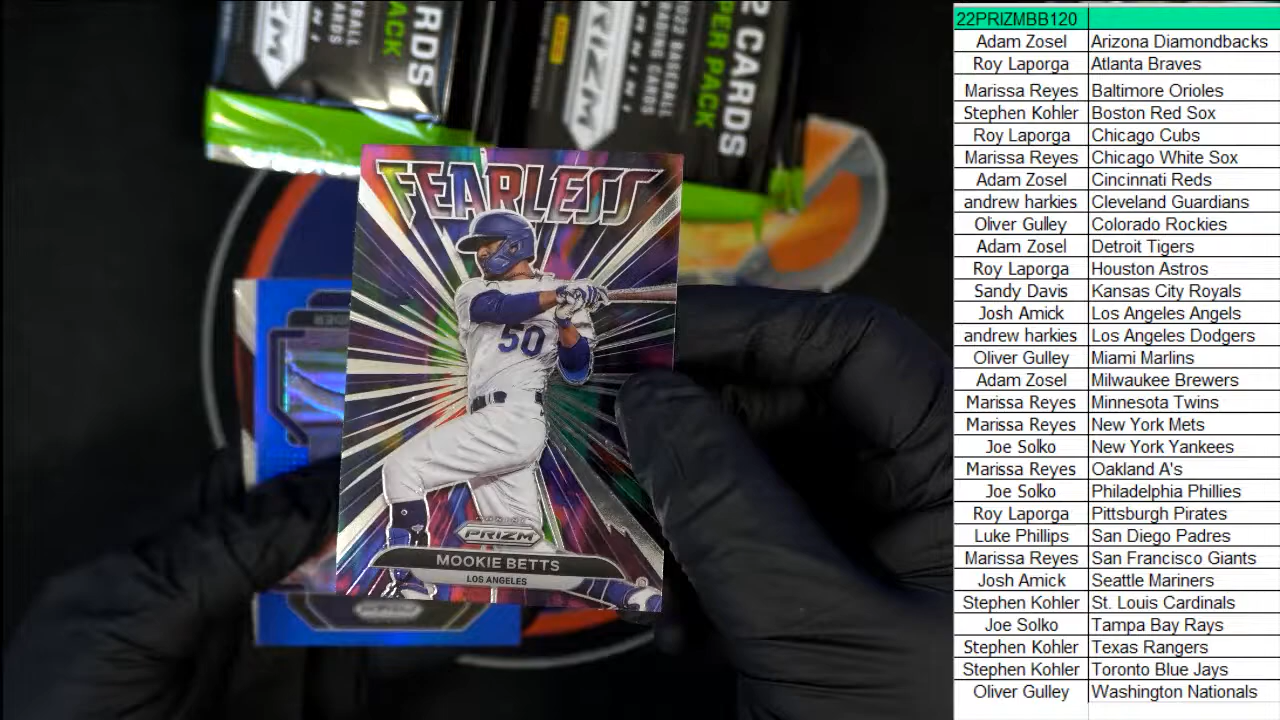 RDS
CK
PRIZM
2 CARDS
PER PACK
2022 BASEBALL
TRADING CARDS
FEARLESS
50
PANINI
PRIZM
MOOKIE BETTS
LOS ANGELES
22PRIZMBB120
Adam Zosel Arizona Diamondbacks
Roy Laporga Atlanta Braves
Marissa Reyes Baltimore Orioles
Stephen Kohler Boston Red Sox
Roy Laporga Chicago Cubs
Marissa Reyes Chicago White Sox
Adam Zosel Cincinnati Reds
andrew harkies Cleveland Guardians
Oliver Gulley Colorado Rockies
Adam Zosel Detroit Tigers
Roy Laporga Houston Astros
Sandy Davis Kansas City Royals
Josh Amick Los Angeles Angels
andrew harkies Los Angeles Dodgers
Oliver Gulley Miami Marlins
Adam Zosel Milwaukee Brewers
Marissa Reyes Minnesota Twins
Marissa Reyes New York Mets
Joe Solko New York Yankees
Marissa Reyes Oakland A's
Joe Solko Philadelphia Phillies
Roy Laporga Pittsburgh Pirates
Luke Phillips San Diego Padres
Marissa Reyes San Francisco Giants
Josh Amick Seattle Mariners
Stephen Kohler St. Louis Cardinals
Joe Solko Tampa Bay Rays
Stephen Kohler Texas Rangers
Stephen Kohler Toronto Blue Jays
Oliver Gulley Washington Nationals